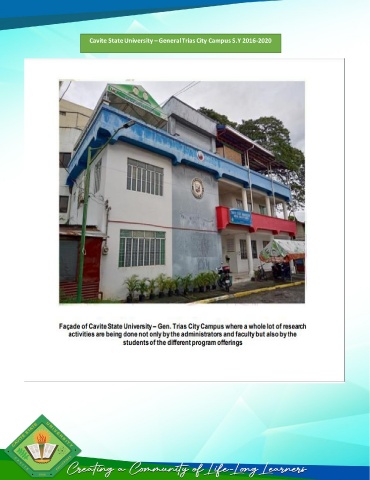 Cavite State University – General Trias City Campus S.Y 2016-2020
Façade of Cavite State University – Gen. Trias City Campus where a whole lot of research
activities are being done not only by the administrators and faculty but also by the
students of the different program offerings
Creating a Community of Life-Long Learners